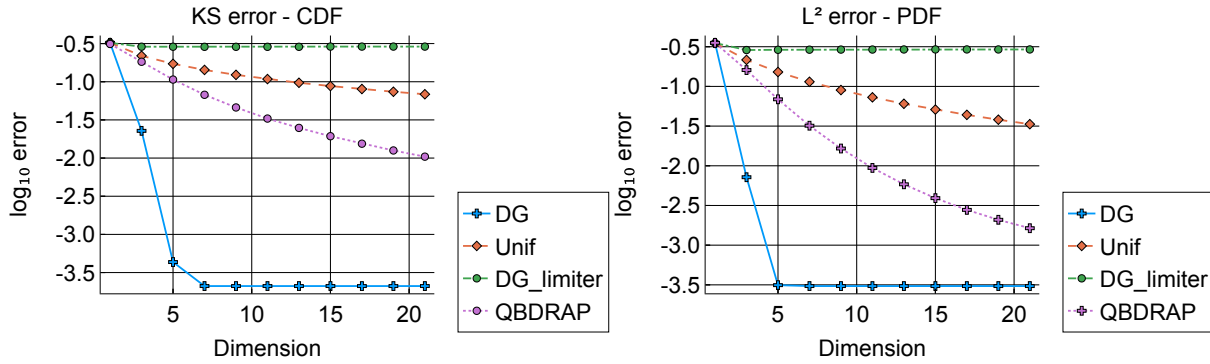 KS error - CDF
-0.5
-1.0
-1.5
-2.0
-2.5
-3.0
-3.5
log₁₀ error
5
10
15
20
Dimension
DG
Unif
DG_limiter
QBDRAP
L² error - PDF
-0.5
-1.0
-1.5
-2.0
-2.5
-3.0
-3.5
log₁₀ error
5
10
15
20
Dimension
DG
Unif
DG_limiter
QBDRAP